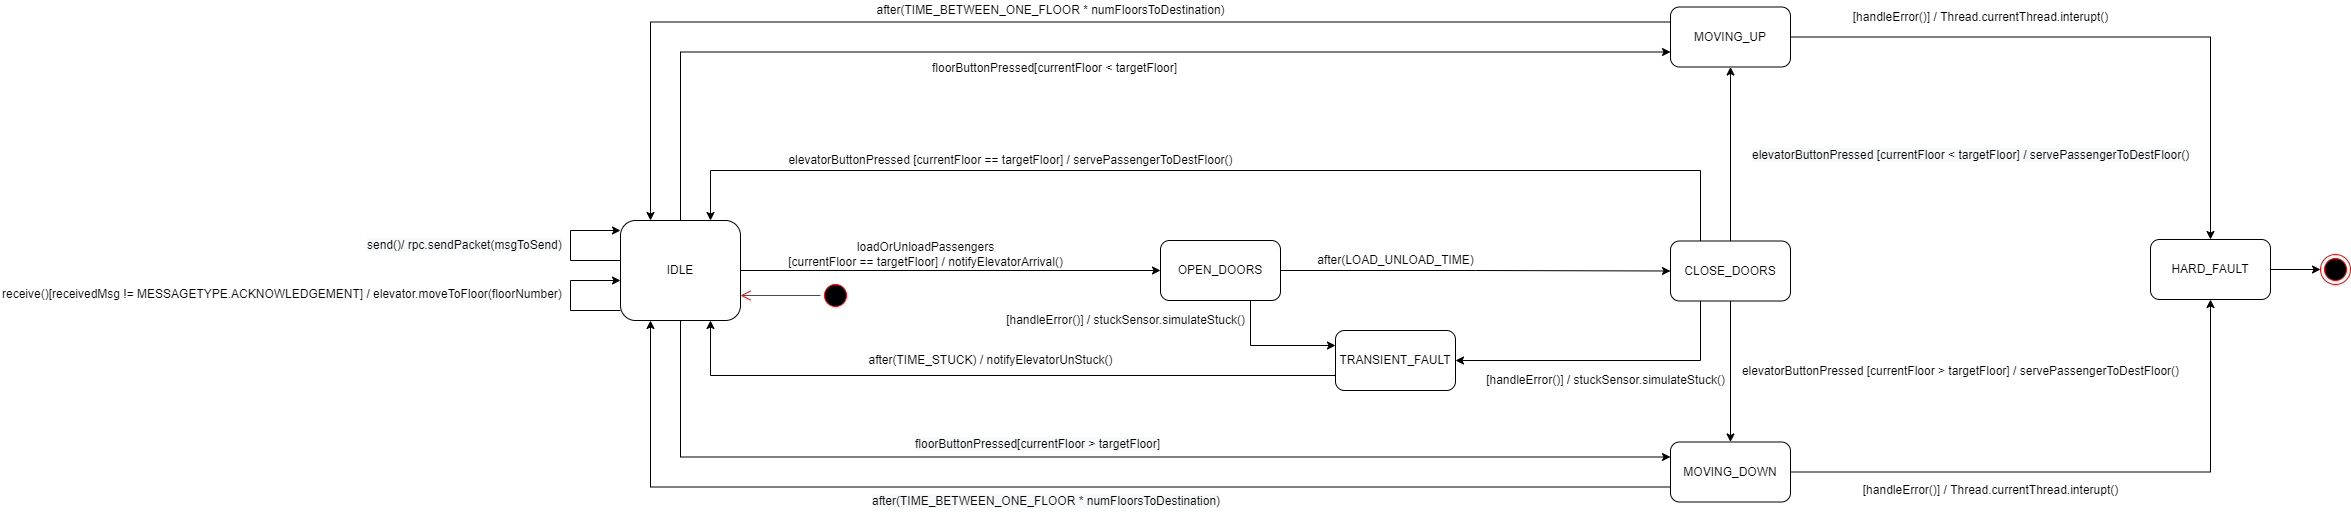 after(TIME_BETWEEN_ONE_FLOOR * numFloorsToDestination)
[handleError()] / Thread.currentThread.interupt()
MOVING_UP
floorButtonPressed[currentFloor < targetFloor]
elevatorButtonPressed [currentFloor == targetFloor] / servePassengerToDestFloor()
elevatorButtonPressed [currentFloor < targetFloor] / servePassengerToDestFloor()
send()/ rpc.sendPacket(msgToSend)
loadOrUnloadPassengers
[currentFloor == targetFloor] / notifyElevatorArrival()
after(LOAD_UNLOAD_TIME)
IDLE
OPEN_DOORS
CLOSE_DOORS
HARD_FAULT
receive()[receivedMsg != MESSAGETYPE.ACKNOWLEDGEMENT] / elevator.moveToFloor(floorNumber)
[handleError()] / stuckSensor.simulateStuck()
after(TIME_STUCK) / notifyElevatorUnStuck()
TRANSIENT_FAULT
[handleError()] / stuckSensor.simulateStuck()
elevatorButtonPressed [currentFloor > targetFloor] / servePassengerToDestFloor()
floorButtonPressed[currentFloor > targetFloor]
MOVING_DOWN
after(TIME_BETWEEN_ONE_FLOOR * numFloorsToDestination)
[handleError()] / Thread.currentThread.interupt()